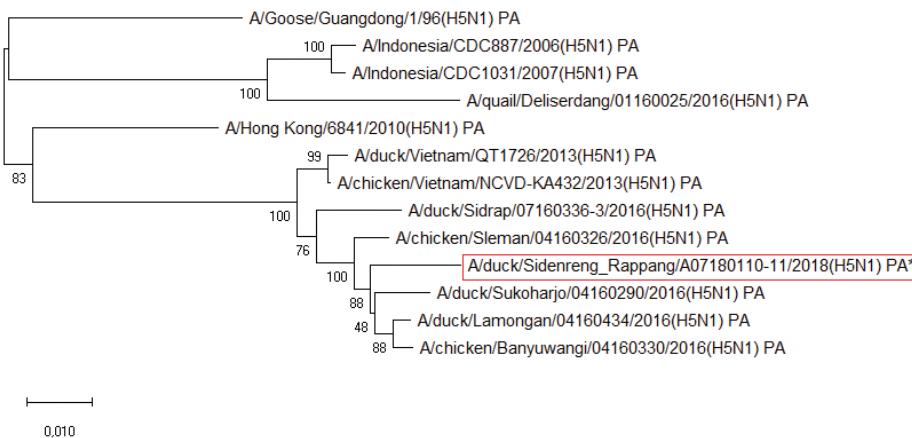 A/Goose/Guangdong/1/96(H5N1) PA
100
A/Indonesia/CDC887/2006(H5N1) PA
A/Indonesia/CDC1031/2007(H5N1) PA
100
A/quail/Deliserdang/01160025/2016(H5N1) PA
A/Hong Kong/6841/2010(H5N1) PA
83
99
A/duck/Vietnam/QT1726/2013(H5N1) PA
A/chicken/Vietnam/NCVD-KA432/2013(H5N1) PA
100
A/duck/Sidrap/07160336-3/2016(H5N1) PA
76
A/chicken/Sleman/04160326/2016(H5N1) PA
100
A/duck/Sidenreng_Rappang/A07180110-11/2018(H5N1) PA*
88
A/duck/Sukoharjo/04160290/2016(H5N1) PA
48
A/duck/Lamongan/04160434/2016(H5N1) PA
88
A/chicken/Banyuwangi/04160330/2016(H5N1) PA
0,010